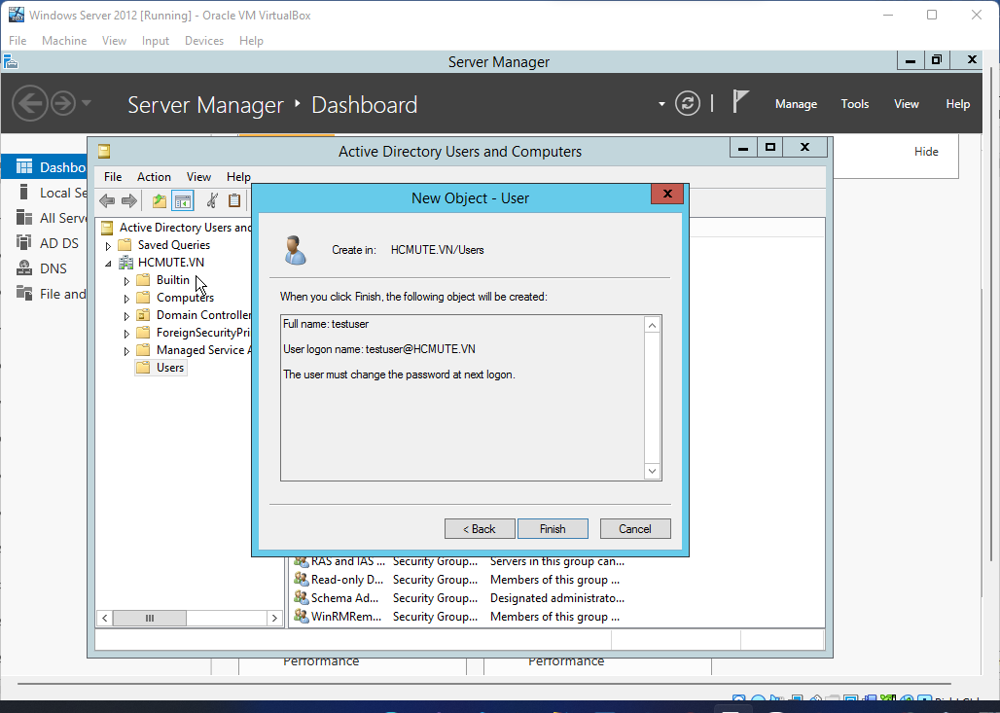 Windows Server 2012 [Running] - Oracle VM VirtualBox
File Machine View Input Devices Help
Server Manager
Server Manager Dashboard
Manage Tools View Help
Hide
Dashbo
Local Se
All Serve
AD DS
DNS
File and
Active Directory Users and Computers
File Action View Help
Active Directory Users and
Saved Queries
HCMUTE.VN
Builtin
Computers
Domain Controller
ForeignSecurityPri
Managed Service A
Users
New Object - User
Create in: HCMUTE.VN/Users
When you click Finish, the following object will be created:
Full name: testuser
User logon name: testuser@HCMUTE.VN
The user must change the password at next logon.
< Back Finish Cancel
RAS and IAS ... Security Group... Servers in this group can...
Read-only D... Security Group... Members of this group ...
Schema Ad... Security Group... Designated administrato...
WinRMRem... Security Group... Members of this group ...
Performance Performance